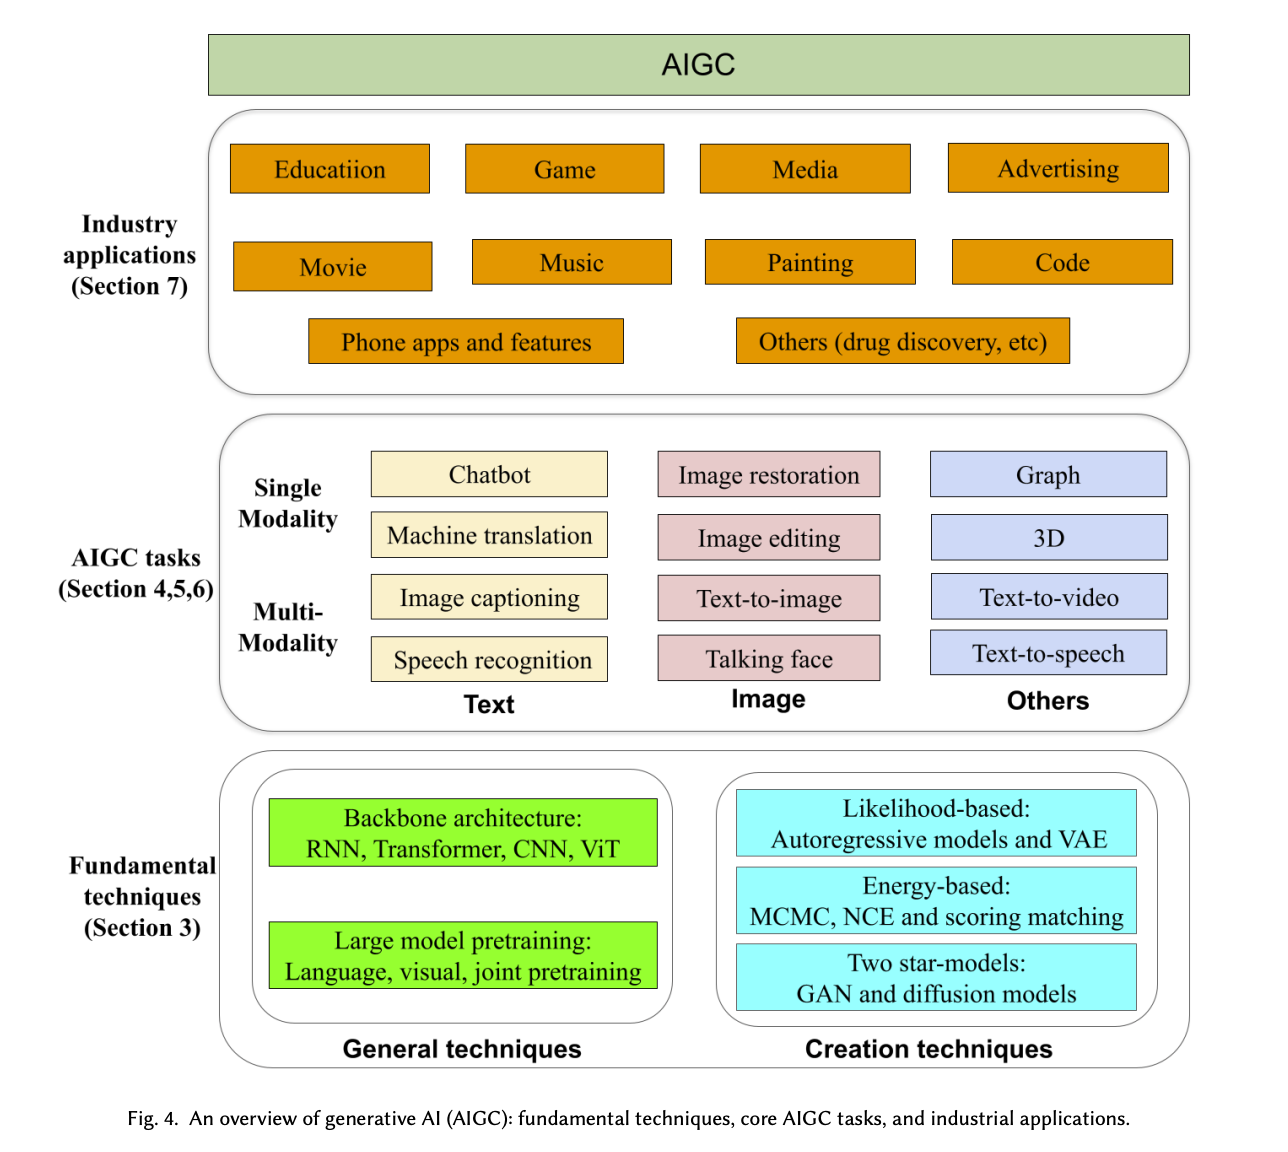 AIGC
Industry
applications
(Section 7)
Educatiion
Game
Media
Advertising
Movie
Music
Painting
Code
Phone apps and features
Others (drug discovery, etc)
AIGC tasks
(Section 4,5,6)
Single
Modality
Multi-
Modality
Chatbot
Machine translation
Image captioning
Speech recognition
Text
Image restoration
Image editing
Text-to-image
Talking face
Image
Graph
3D
Text-to-video
Text-to-speech
Others
Fundamental
techniques
(Section 3)
Backbone architecture:
RNN, Transformer, CNN, ViT
Large model pretraining:
Language, visual, joint pretraining
General techniques
Likelihood-based:
Autoregressive models and VAE
Energy-based:
MCMC, NCE and scoring matching
Two star-models:
GAN and diffusion models
Creation techniques
Fig. 4. An overview of generative AI (AIGC): fundamental techniques, core AIGC tasks, and industrial applications.